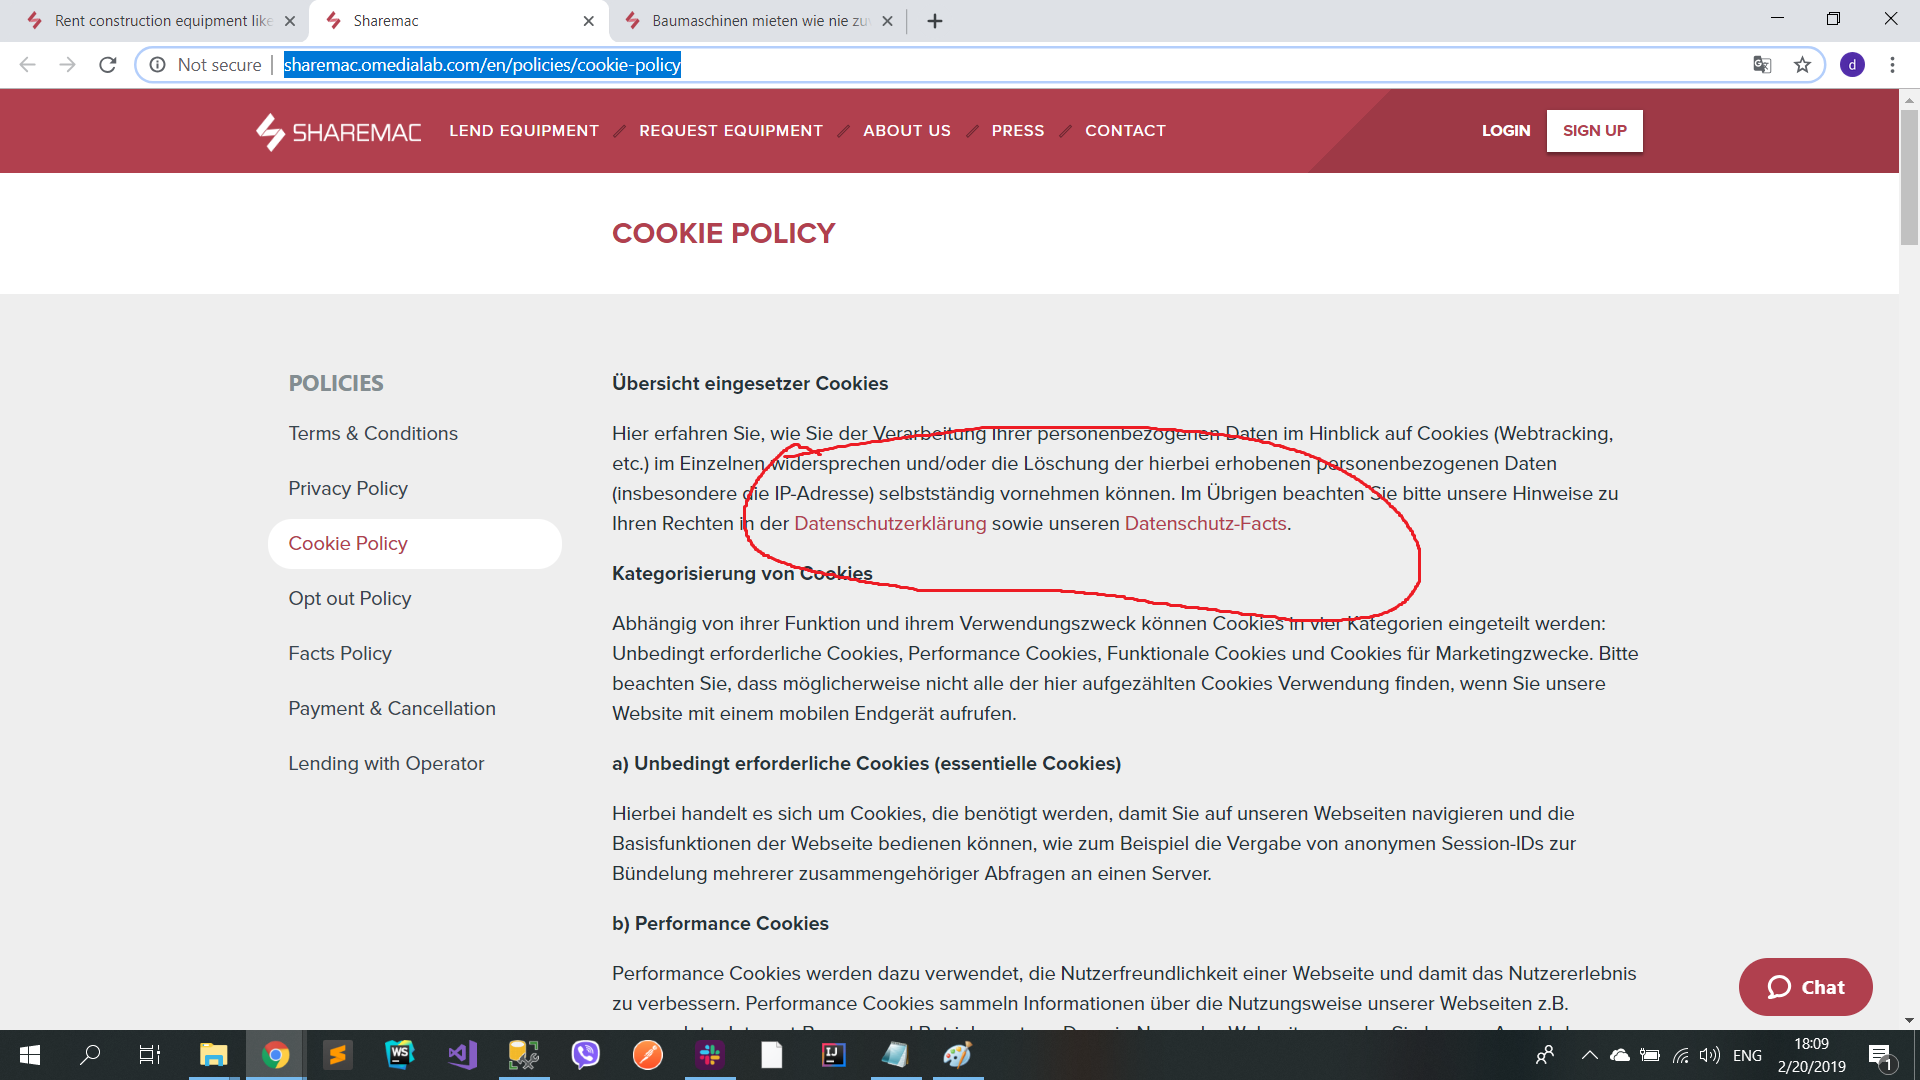 Rent construction equipment like
Sharemac
Baumaschinen mieten wie nie zuv
Not secure
sharemac.omedialab.com/en/policies/cookie-policy
d
SHAREMAC
LEND EQUIPMENT / REQUEST EQUIPMENT / ABOUT US / PRESS / CONTACT
LOGIN
SIGN UP
COOKIE POLICY
POLICIES
Terms & Conditions
Privacy Policy
Cookie Policy
Opt out Policy
Facts Policy
Payment & Cancellation
Lending with Operator
Übersicht eingesetzer Cookies
Hier erfahren Sie, wie Sie der Verarbeitung Ihrer personenbezogenen Daten im Hinblick auf Cookies (Webtracking,
etc.) im Einzelnen widersprechen und/oder die Löschung der hierbei erhobenen personenbezogenen Daten
(insbesondere die IP-Adresse) selbstständig vornehmen können. Im Übrigen beachten Sie bitte unsere Hinweise zu
Ihren Rechten in der Datenschutzerklärung sowie unseren Datenschutz-Facts.
Kategorisierung von Cookies
Abhängig von ihrer Funktion und ihrem Verwendungszweck können Cookies in vier Kategorien eingeteilt werden:
Unbedingt erforderliche Cookies, Performance Cookies, Funktionale Cookies und Cookies für Marketingzwecke. Bitte
beachten Sie, dass möglicherweise nicht alle der hier aufgezählten Cookies Verwendung finden, wenn Sie unsere
Website mit einem mobilen Endgerät aufrufen.
a) Unbedingt erforderliche Cookies (essentielle Cookies)
Hierbei handelt es sich um Cookies, die benötigt werden, damit Sie auf unseren Webseiten navigieren und die
Basisfunktionen der Webseite bedienen können, wie zum Beispiel die Vergabe von anonymen Session-IDs zur
Bündelung mehrerer zusammengehöriger Abfragen an einen Server.
b) Performance Cookies
Performance Cookies werden dazu verwendet, die Nutzerfreundlichkeit einer Webseite und damit das Nutzererlebnis
zu verbessern. Performance Cookies sammeln Informationen über die Nutzungsweise unserer Webseiten z.B.
Chat
WS
IJ
ENG
18:09
2/20/2019
1